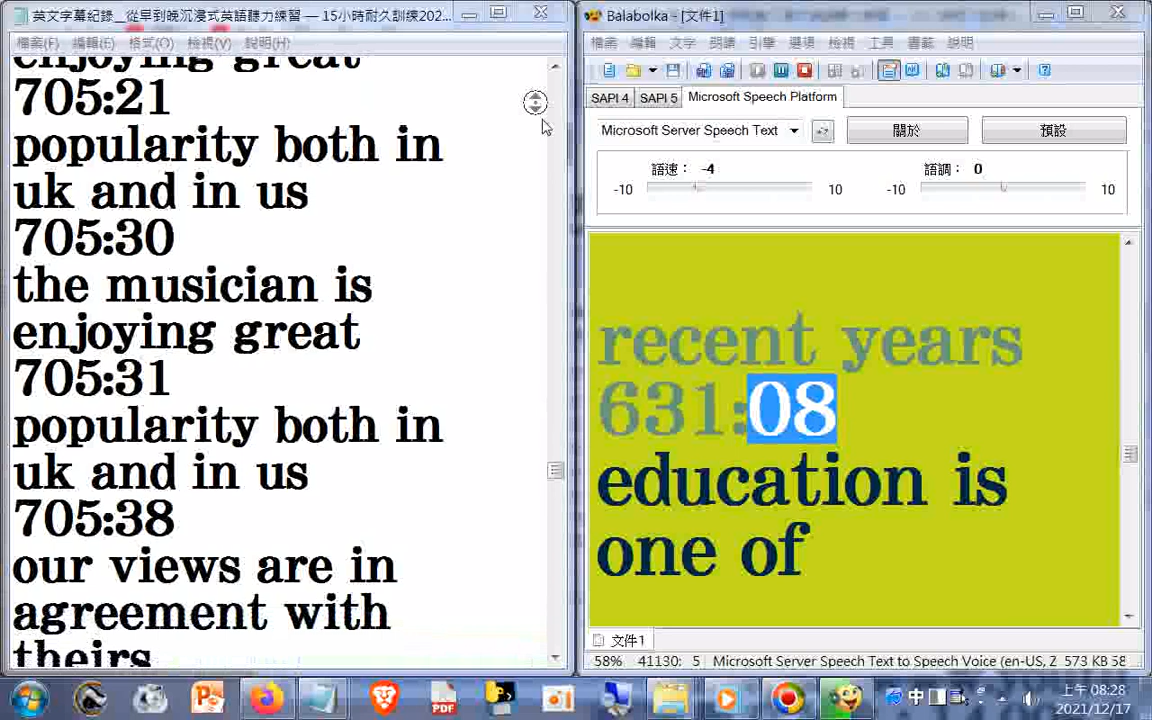 英文字幕紀錄__從早到晚沉浸式英語聽力練習 — 15小時耐久訓練202...
檔案(F) 編輯(E) 格式(O) 檢視(V) 說明(H)
enjoying great
705:21
popularity both in
uk and in us
705:30
the musician is
enjoying great
705:31
popularity both in
uk and in us
705:38
our views are in
agreement with
theirs
Balabolka - [文件1]
檔案 編輯 文字 朗讀 引擎 選項 檢視 工具 書籤 說明
SAPI 4 SAPI 5 Microsoft Speech Platform
Microsoft Server Speech Text 關於 預設
語速： -4 語調： 0
-10 10 -10 10
recent years
631:08
education is
one of
文件1
58% 41130: 5 Microsoft Server Speech Text to Speech Voice (en-US, Z 573 KB 58
PDF 中 上午 08:28
2021/12/17